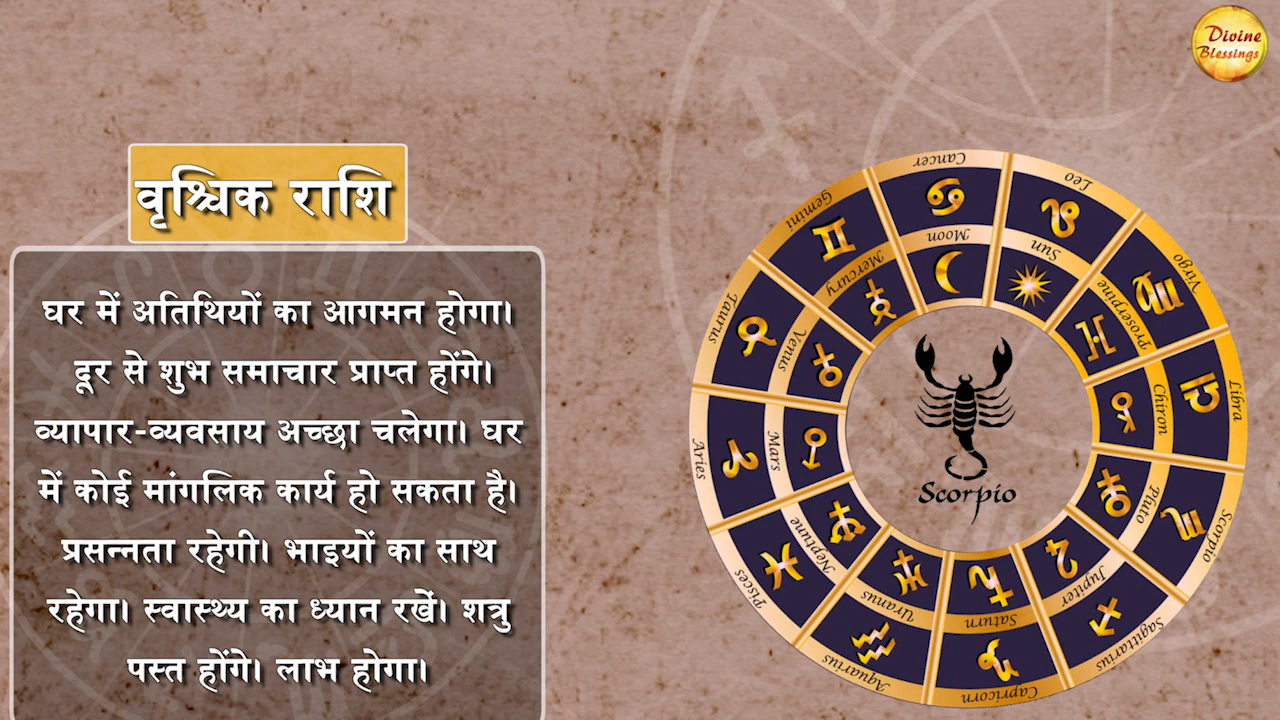 Divine
Blessings
वृश्चिक राशि
घर में अतिथियों का आगमन होगा।
दूर से शुभ समाचार प्राप्त होंगे।
व्यापार-व्यवसाय अच्छा चलेगा। घर
में कोई मांगलिक कार्य हो सकता है।
प्रसन्नता रहेगी। भाइयों का साथ
रहेगा। स्वास्थ्य का ध्यान रखें। शत्रु
पस्त होंगे। लाभ होगा।
Cancer
Leo
Virgo
Libra
Scorpio
Sagittarius
Capricorn
Aquarius
Pisces
Aries
Taurus
Gemini
Moon
Sun
Proserpine
Chiron
Pluto
Jupiter
Saturn
Uranus
Neptune
Mars
Venus
Mercury
Scorpio